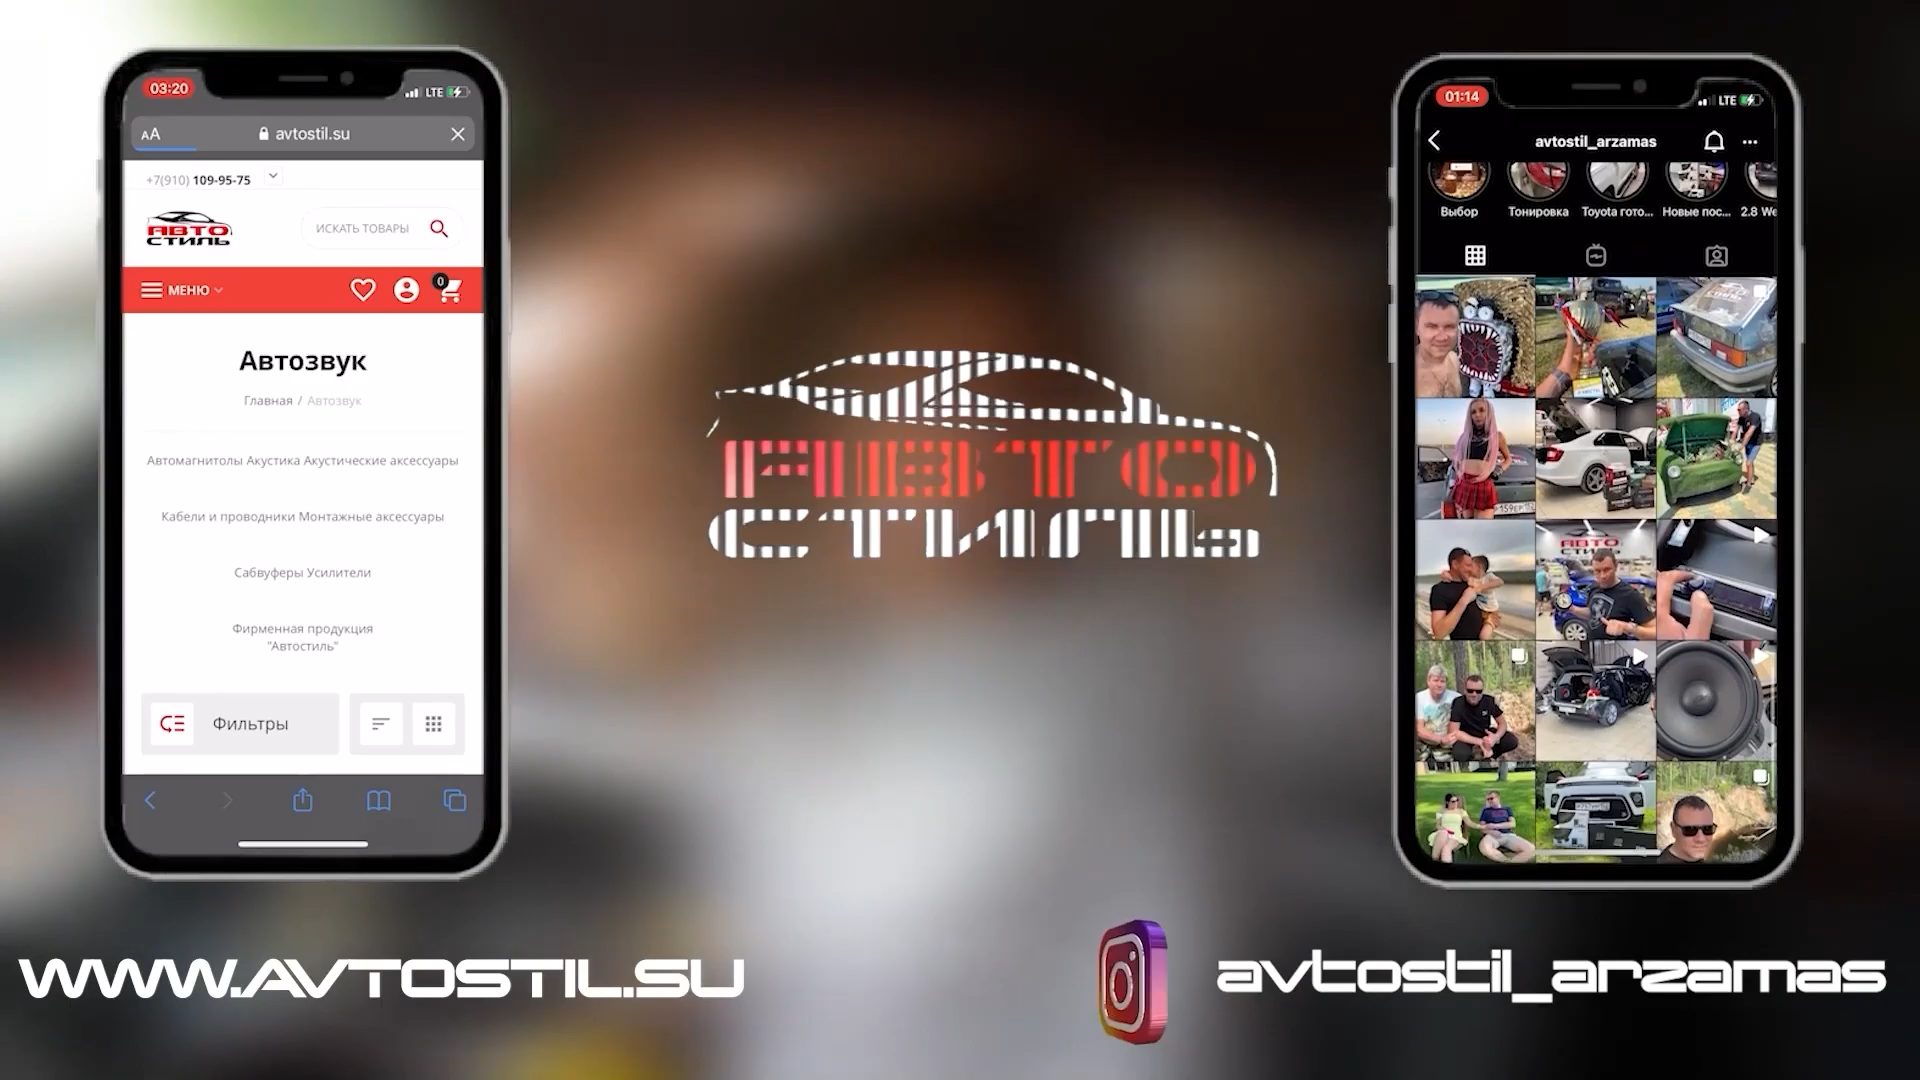 03:20
LTE
AA
avtostil.su
+7(910) 109-95-75
АВТО
СТИЛЬ
ИСКАТЬ ТОВАРЫ
МЕНЮ
0
Автозвук
Главная / Автозвук
Автомагнитолы Акустика Акустические аксессуары
Кабели и проводники Монтажные аксессуары
Сабвуферы Усилители
Фирменная продукция
"Автостиль"
Фильтры
WWW.AVTOSTIL.SU
АВТО
СТИЛЬ
01:14
LTE
avtostil_arzamas
Выбор
Тонировка
Toyota гото...
Новые пос...
2.8 We
АВТО
СТИЛЬ
avtostil_arzamas